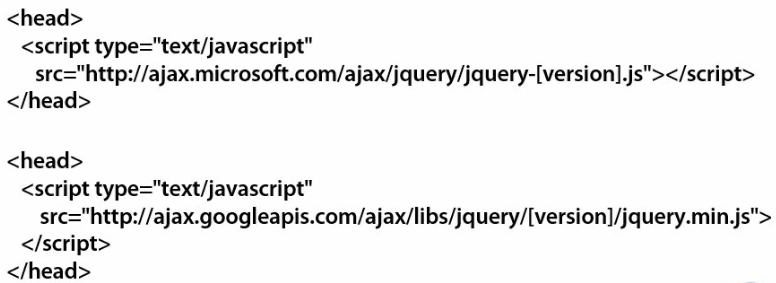 <head>
<script type="text/javascript"
src="http://ajax.microsoft.com/ajax/jquery/jquery-[version].js"></script>
</head>
<head>
<script type="text/javascript"
src="http://ajax.googleapis.com/ajax/libs/jquery/[version]/jquery.min.js">
</script>
</head>